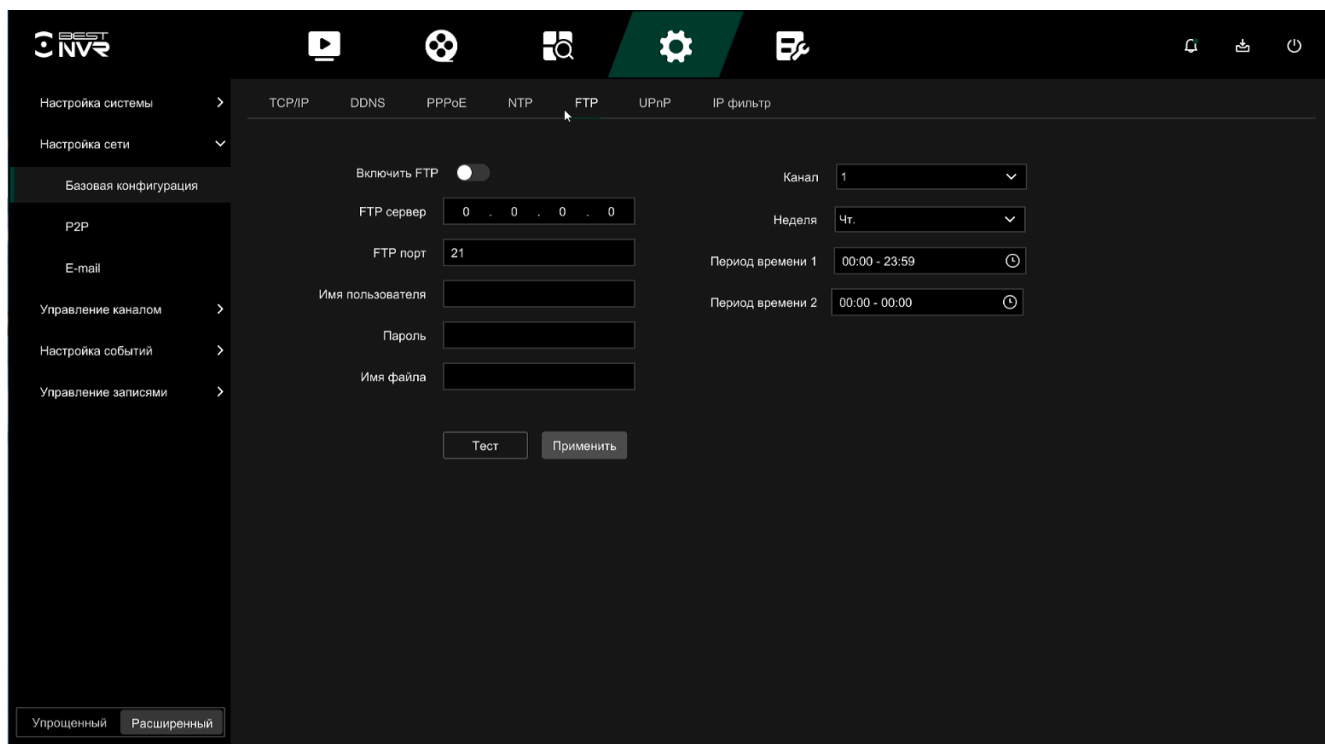 BEST
NVR
Настройка системы
Настройка сети
Базовая конфигурация
P2P
E-mail
Управление каналом
Настройка событий
Управление записями
Упрощенный Расширенный
TCP/IP DDNS PPPoE NTP FTP UPnP IP фильтр
Включить FTP
FTP сервер 0 . 0 . 0 . 0
FTP порт 21
Имя пользователя
Пароль
Имя файла
Тест Применить
Канал 1
Неделя Чт.
Период времени 1 00:00 - 23:59
Период времени 2 00:00 - 00:00